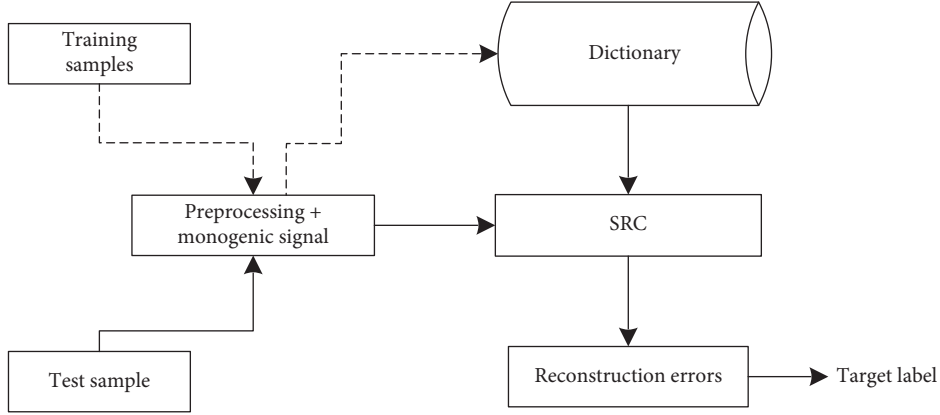 Training
samples
Dictionary
Preprocessing +
monogenic signal
SRC
Test sample
Reconstruction errors
Target label